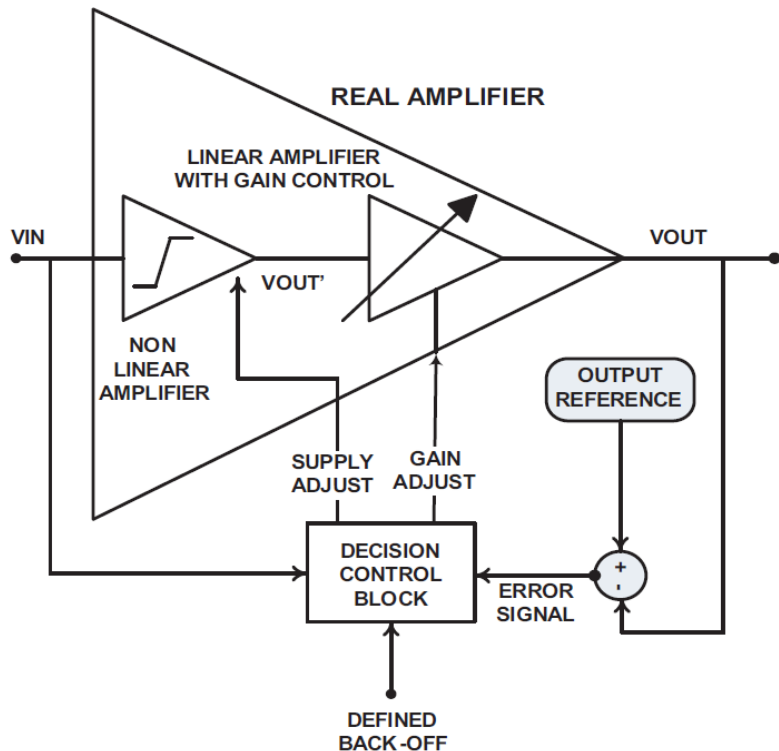 REAL AMPLIFIER
LINEAR AMPLIFIER
WITH GAIN CONTROL
VIN
VOUT
VOUT'
NON
LINEAR
AMPLIFIER
OUTPUT
REFERENCE
SUPPLY
ADJUST
GAIN
ADJUST
DECISION
CONTROL
BLOCK
+
-
ERROR
SIGNAL
DEFINED
BACK-OFF